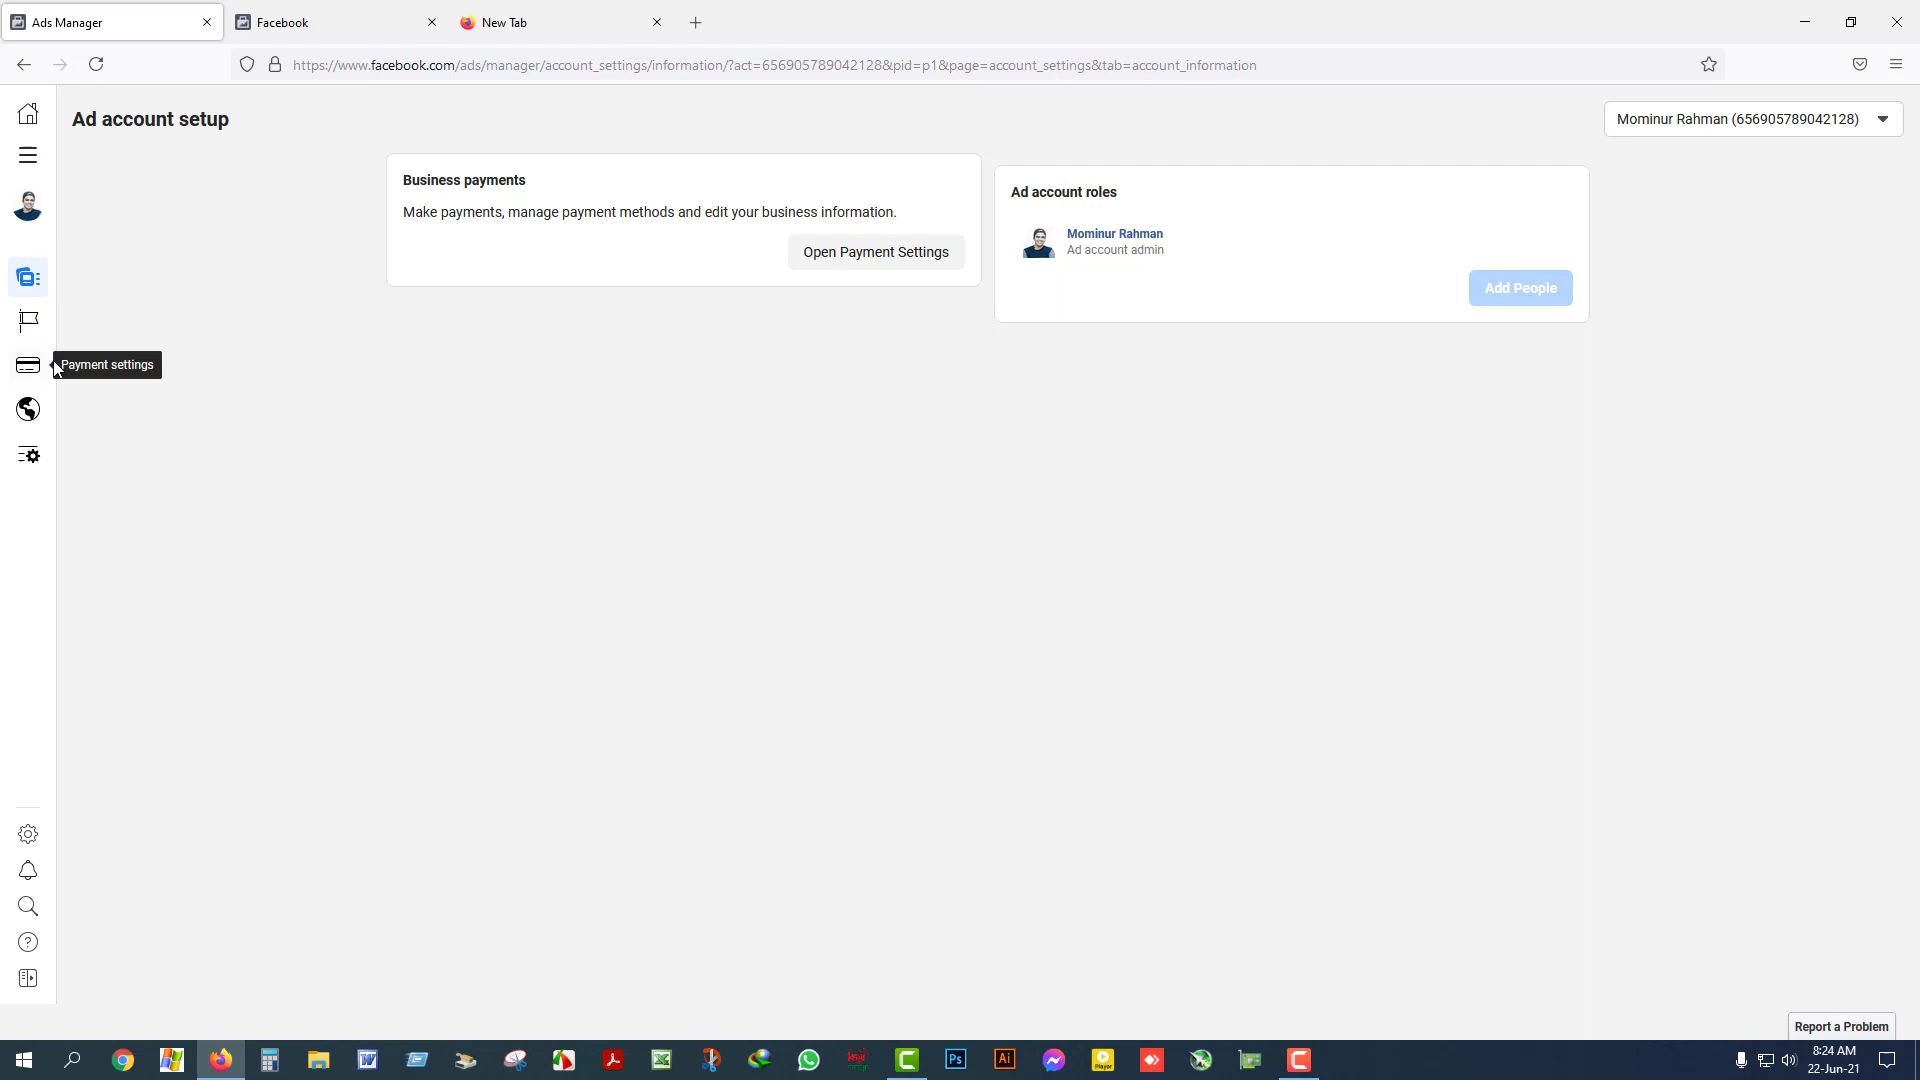 Ads Manager
Facebook
New Tab
https://www.facebook.com/ads/manager/account_settings/information/?act=656905789042128&pid=p1&page=account_settings&tab=account_information
Ad account setup
Mominur Rahman (656905789042128)
Business payments
Make payments, manage payment methods and edit your business information.
Open Payment Settings
Ad account roles
Mominur Rahman
Ad account admin
Add People
Payment settings
Report a Problem
8:24 AM
22-Jun-21
Ps
Ai
Player